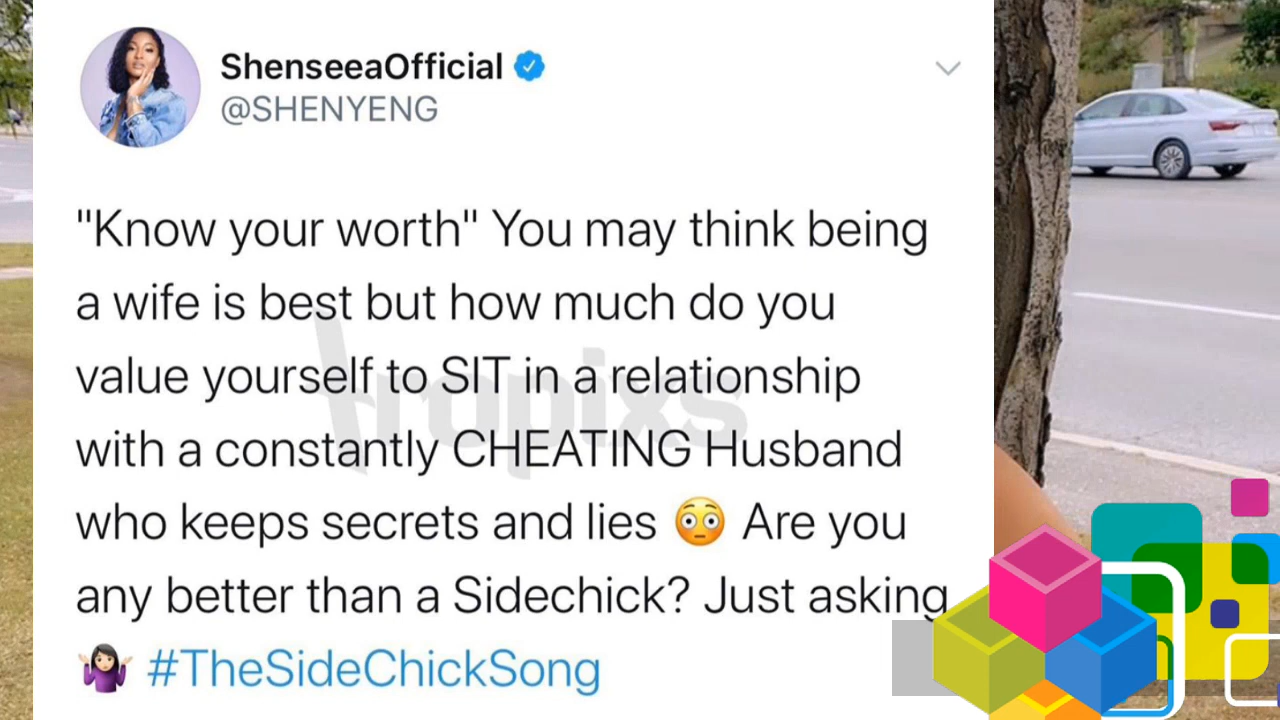 ShenseeaOfficial
@SHENYENG
"Know your worth" You may think being
a wife is best but how much do you
value yourself to SIT in a relationship
with a constantly CHEATING Husband
who keeps secrets and lies 😳 Are you
any better than a Sidechick? Just asking
🤷🏻‍♀️ #TheSideChickSong
tropixs